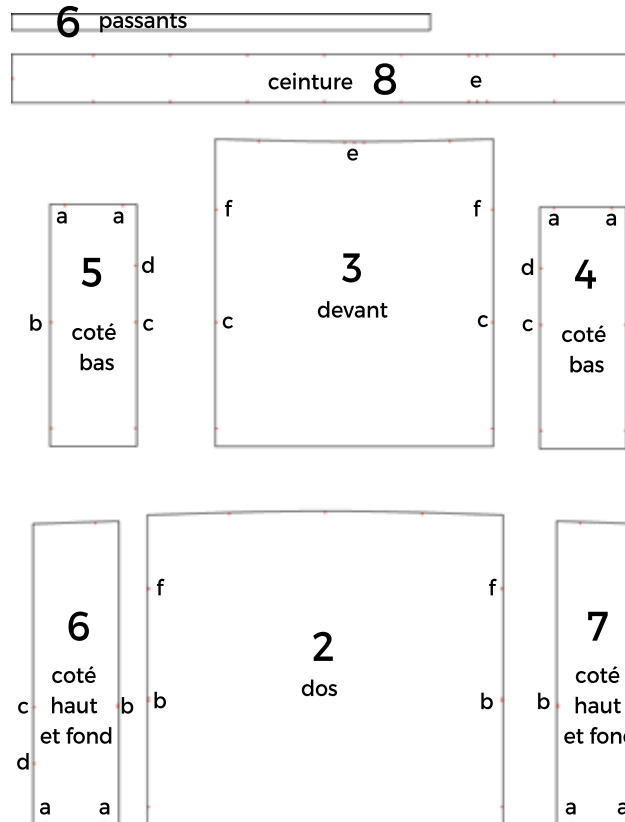 6 passants
ceinture 8 e
e
f f
3
devant
c c
a a
5
d
b c
coté
bas
a a
d 4
c
coté
bas
f f
2
dos
b b
6
coté
c haut b
et fond
d
a a
7
coté
b haut
et fon
a a